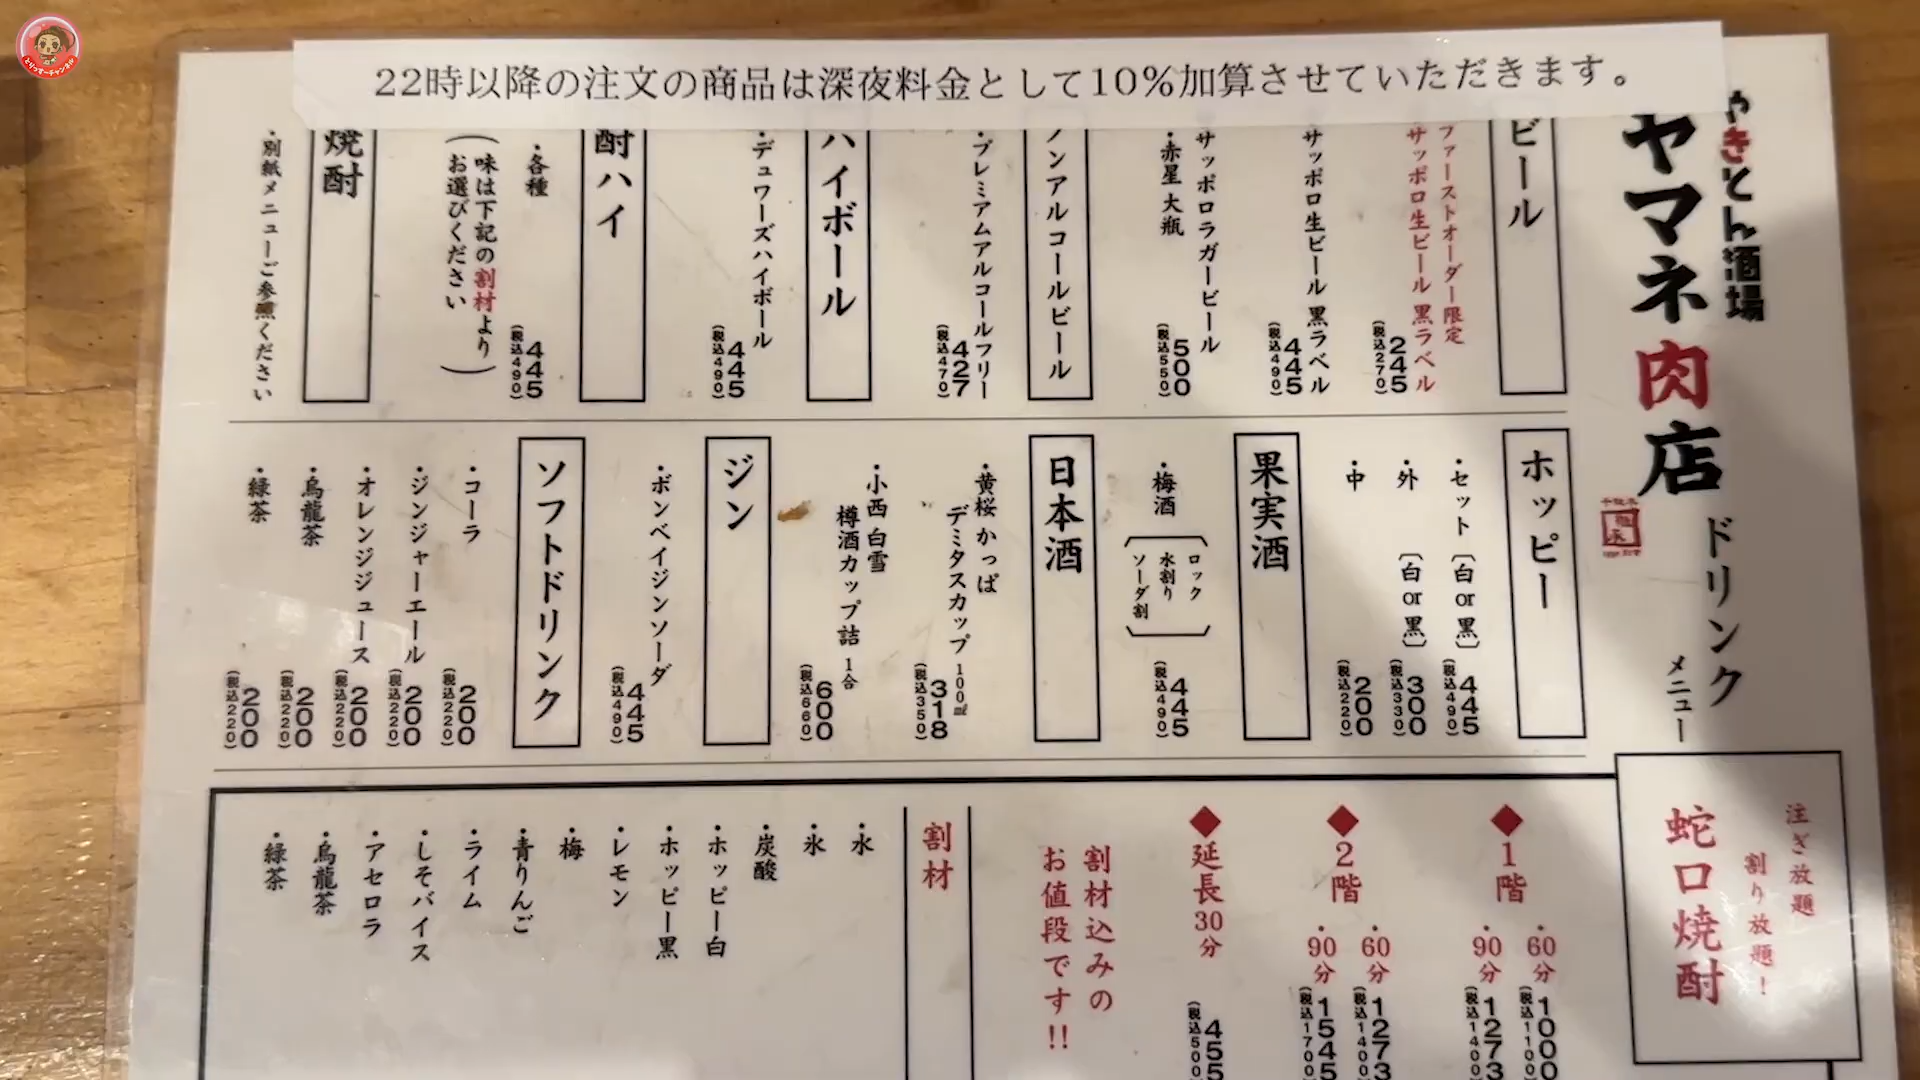 とりっすーチャンネル
22時以降の注文の商品は深夜料金として10%加算させていただきます。
やきとん酒場
ヤマネ肉店
ドリンク
メニュー
ビール
ファーストオーダー限定
サッポロ生ビール 黒ラベル
245
(税込270)
サッポロ生ビール 黒ラベル
445
(税込490)
サッポロラガービール
・赤星 大瓶
500
(税込550)
ノンアルコールビール
・プレミアムアルコールフリー
427
(税込470)
ハイボール
・デュワーズハイボール
445
(税込490)
酎ハイ
・各種
445
(税込490)
(味は下記の割材より
お選びください)
焼酎
・別紙メニューご参照ください
ホッピー
・セット〔白or黒〕
445
(税込490)
・外〔白or黒〕
300
(税込330)
・中
200
(税込220)
果実酒
・梅酒
ロック
水割り
ソーダ割
445
(税込490)
日本酒
・黄桜 かっぱ
デミタスカップ 100㎖
318
(税込350)
・小西 白雪
樽酒カップ詰 1合
600
(税込660)
ジン
・ボンベイジンソーダ
445
(税込490)
ソフトドリンク
・コーラ
200
(税込220)
・ジンジャーエール
200
(税込220)
・オレンジジュース
200
(税込220)
・烏龍茶
200
(税込220)
・緑茶
200
(税込220)
注ぎ放題
割り放題！
蛇口焼酎
◆1階
・60分
1000
(税込1100)
・90分
1273
(税込1400)
◆2階
・60分
1273
(税込1400)
・90分
1545
(税込1700)
◆延長30分
455
(税込500)
割材込みの
お値段です!!
割材
・水
・氷
・炭酸
・ホッピー白
・ホッピー黒
・レモン
・梅
・青りんご
・ライム
・しそバイス
・アセロラ
・烏龍茶
・緑茶